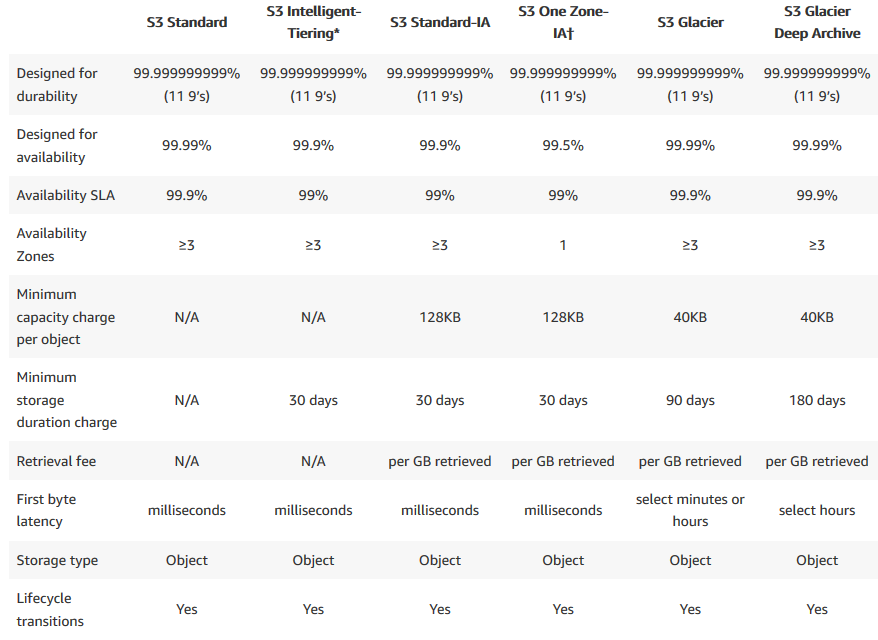 S3 Standard S3 Intelligent-Tiering* S3 Standard-IA S3 One Zone-IA† S3 Glacier S3 Glacier Deep Archive
Designed for durability 99.999999999% (11 9’s) 99.999999999% (11 9’s) 99.999999999% (11 9’s) 99.999999999% (11 9’s) 99.999999999% (11 9’s) 99.999999999% (11 9’s)
Designed for availability 99.99% 99.9% 99.9% 99.5% 99.99% 99.99%
Availability SLA 99.9% 99% 99% 99% 99.9% 99.9%
Availability Zones ≥3 ≥3 ≥3 1 ≥3 ≥3
Minimum capacity charge per object N/A N/A 128KB 128KB 40KB 40KB
Minimum storage duration charge N/A 30 days 30 days 30 days 90 days 180 days
Retrieval fee N/A N/A per GB retrieved per GB retrieved per GB retrieved per GB retrieved
First byte latency milliseconds milliseconds milliseconds milliseconds select minutes or hours select hours
Storage type Object Object Object Object Object Object
Lifecycle transitions Yes Yes Yes Yes Yes Yes